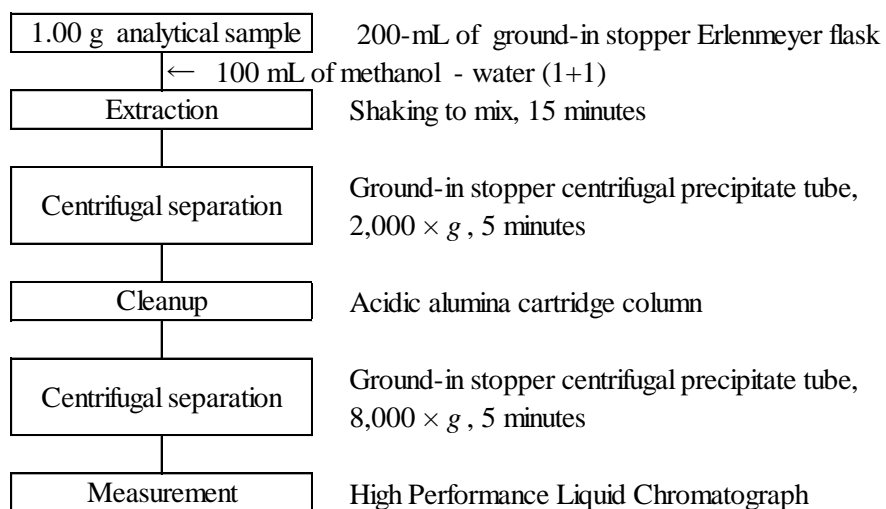 1.00 g analytical sample 200-mL of ground-in stopper Erlenmeyer flask
← 100 mL of methanol - water (1+1)
Extraction Shaking to mix, 15 minutes
Centrifugal separation
Ground-in stopper centrifugal precipitate tube,
2,000 × g , 5 minutes
Cleanup Acidic alumina cartridge column
Centrifugal separation
Ground-in stopper centrifugal precipitate tube,
8,000 × g , 5 minutes
Measurement High Performance Liquid Chromatograph